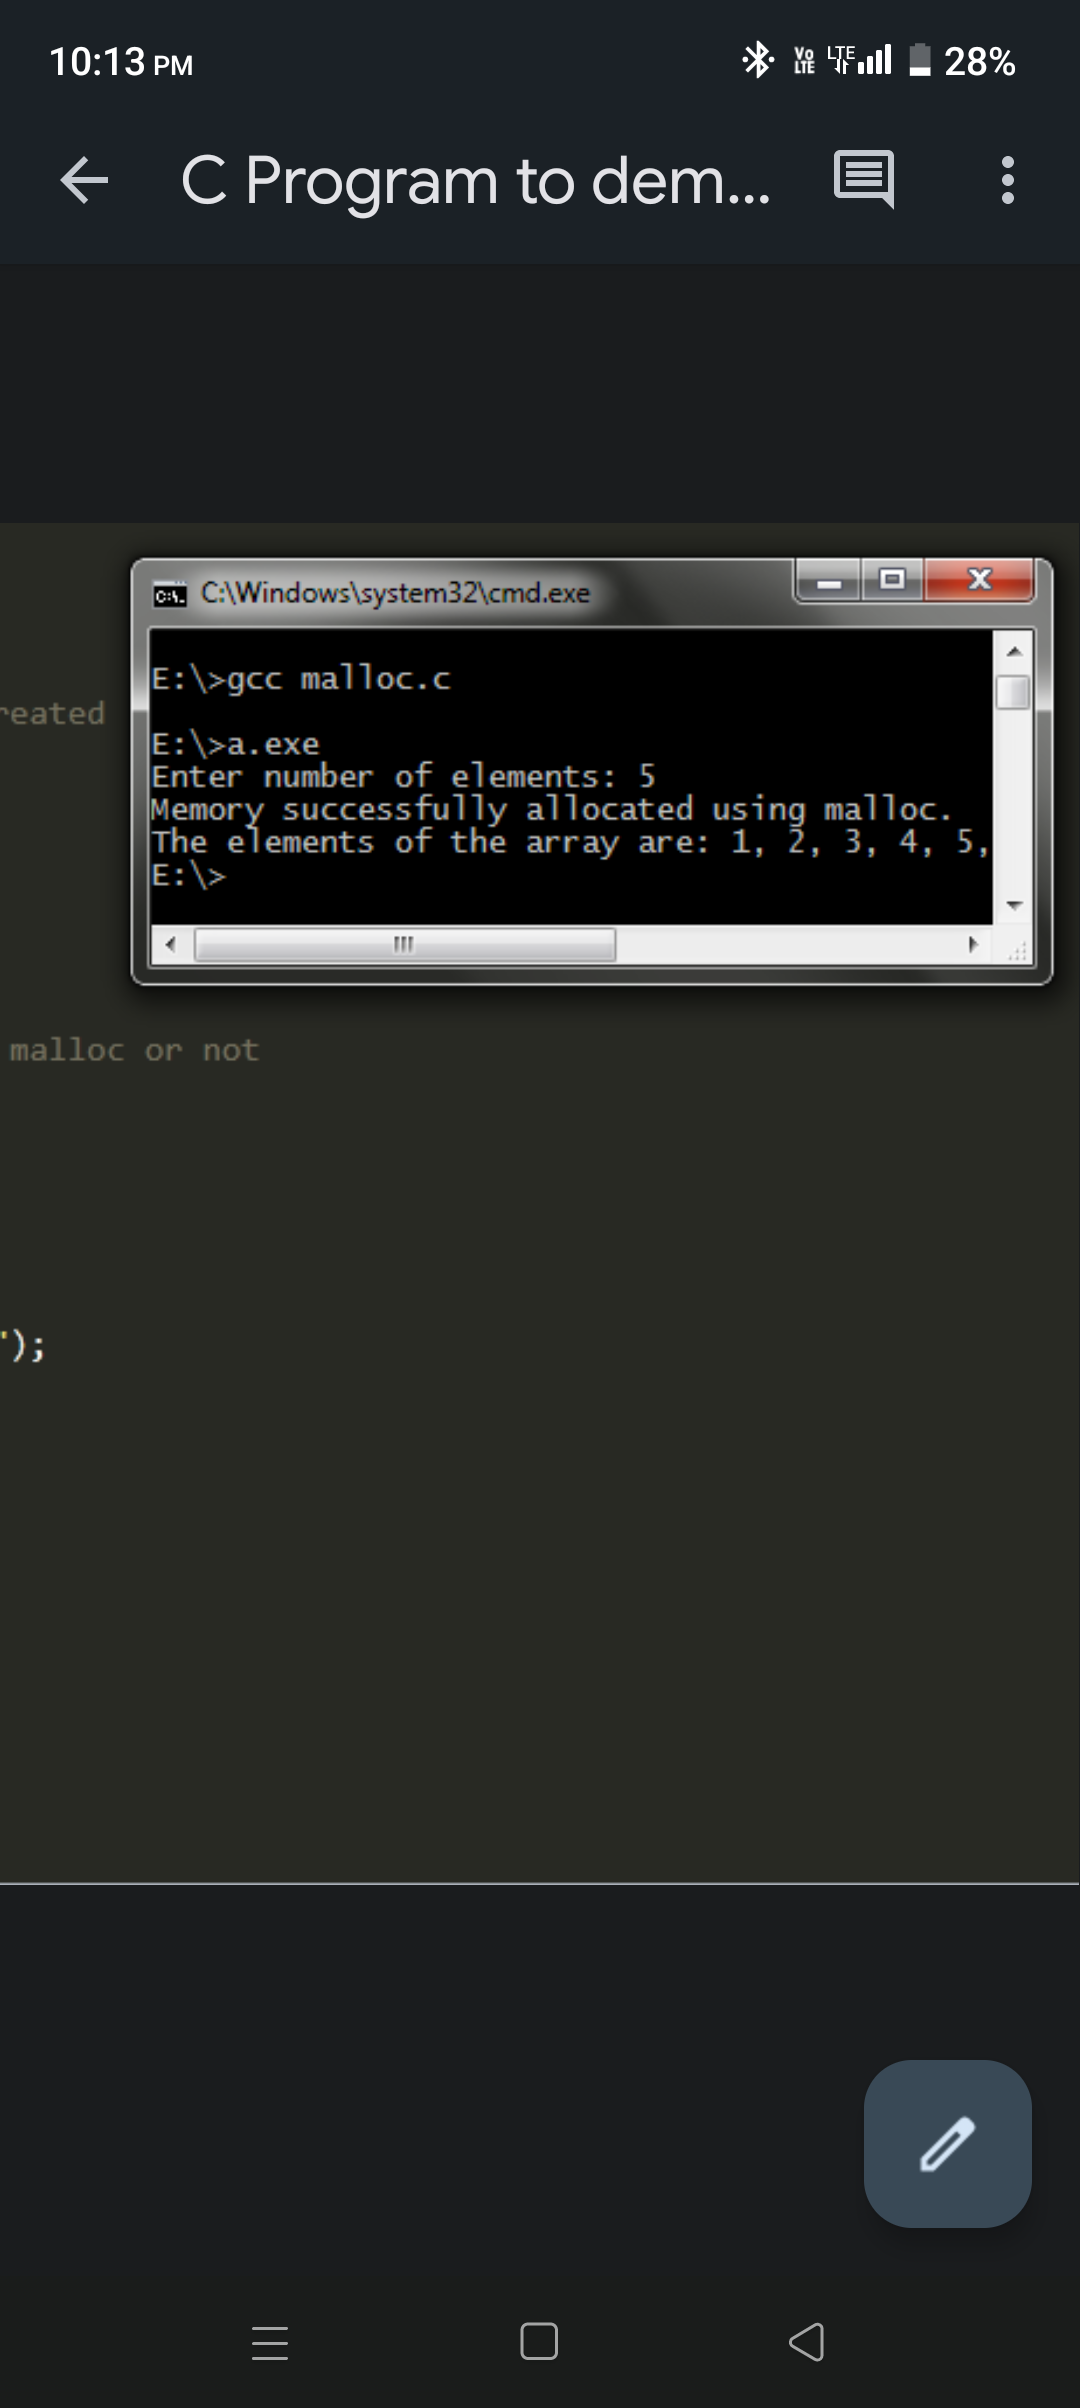 10:13 PM
Vo LTE LTE 28%
C Program to dem...
C:\Windows\system32\cmd.exe
E:\>gcc malloc.c
reated
E:\>a.exe
Enter number of elements: 5
Memory successfully allocated using malloc.
The elements of the array are: 1, 2, 3, 4, 5,
E:\>
malloc or not
");